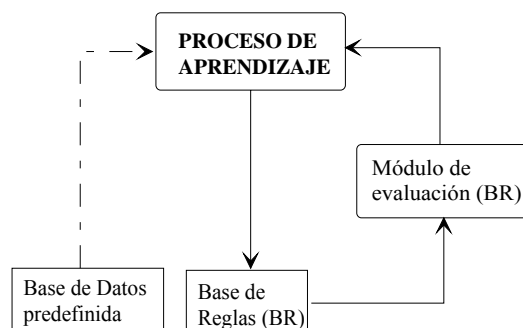 PROCESO DE
APRENDIZAJE
Módulo de
evaluación (BR)
Base de Datos
predefinida
Base de
Reglas (BR)